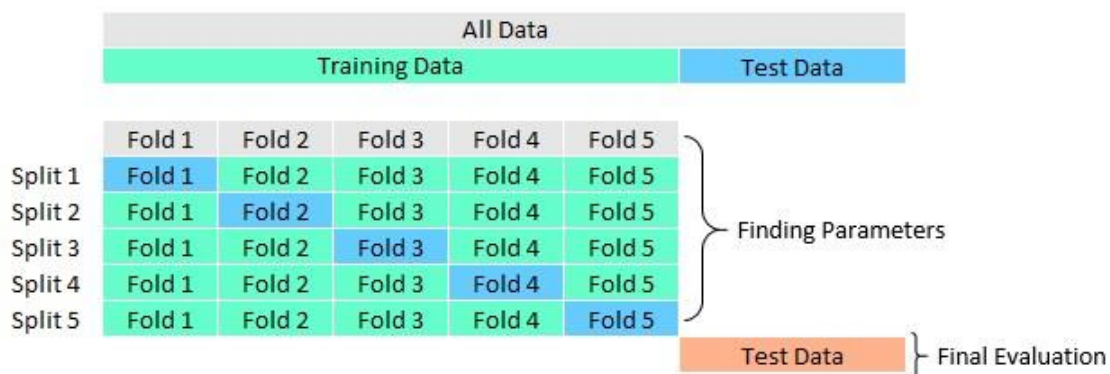 All Data
Training Data Test Data
Fold 1 Fold 2 Fold 3 Fold 4 Fold 5
Split 1 Fold 1 Fold 2 Fold 3 Fold 4 Fold 5
Split 2 Fold 1 Fold 2 Fold 3 Fold 4 Fold 5
Split 3 Fold 1 Fold 2 Fold 3 Fold 4 Fold 5
Split 4 Fold 1 Fold 2 Fold 3 Fold 4 Fold 5
Split 5 Fold 1 Fold 2 Fold 3 Fold 4 Fold 5
Finding Parameters
Test Data Final Evaluation